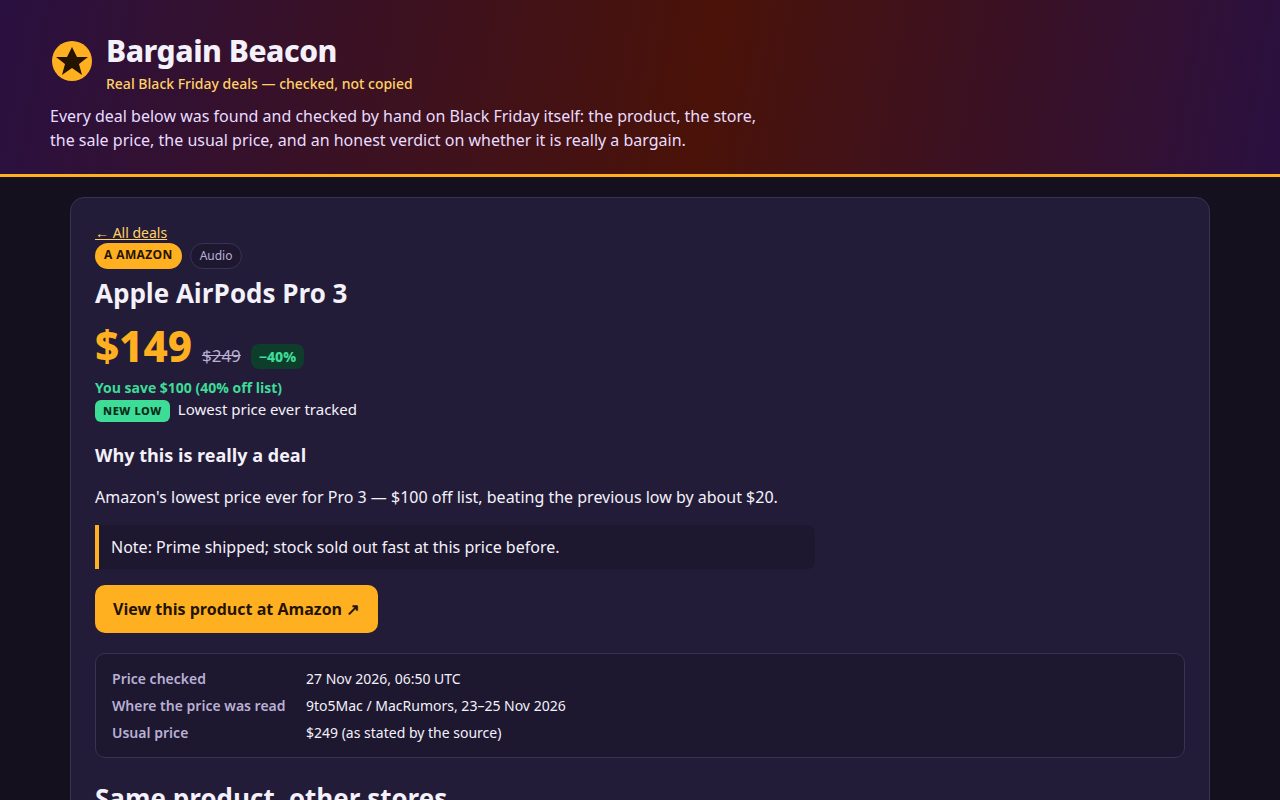 Bargain Beacon
Real Black Friday deals — checked, not copied
Every deal below was found and checked by hand on Black Friday itself: the product, the store,
the sale price, the usual price, and an honest verdict on whether it is really a bargain.
← All deals
A AMAZON Audio
Apple AirPods Pro 3
$149 $249 −40%
You save $100 (40% off list)
NEW LOW Lowest price ever tracked
Why this is really a deal
Amazon's lowest price ever for Pro 3 — $100 off list, beating the previous low by about $20.
Note: Prime shipped; stock sold out fast at this price before.
View this product at Amazon ↗
Price checked 27 Nov 2026, 06:50 UTC
Where the price was read 9to5Mac / MacRumors, 23–25 Nov 2026
Usual price $249 (as stated by the source)
Same product, other stores